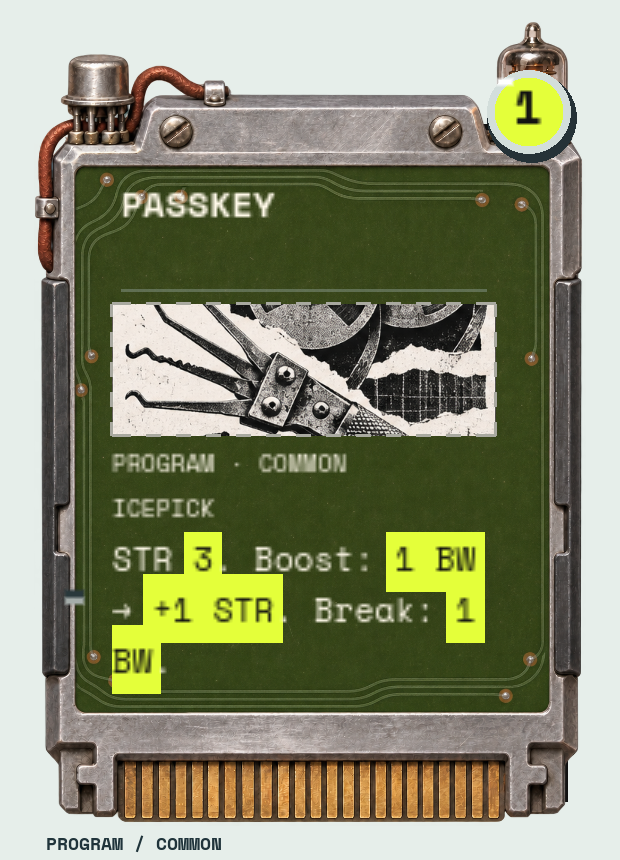 1
PASSKEY
PROGRAM · COMMON
ICEPICK
STR 3. Boost: 1 BW
→ +1 STR. Break: 1
BW.
PROGRAM / COMMON